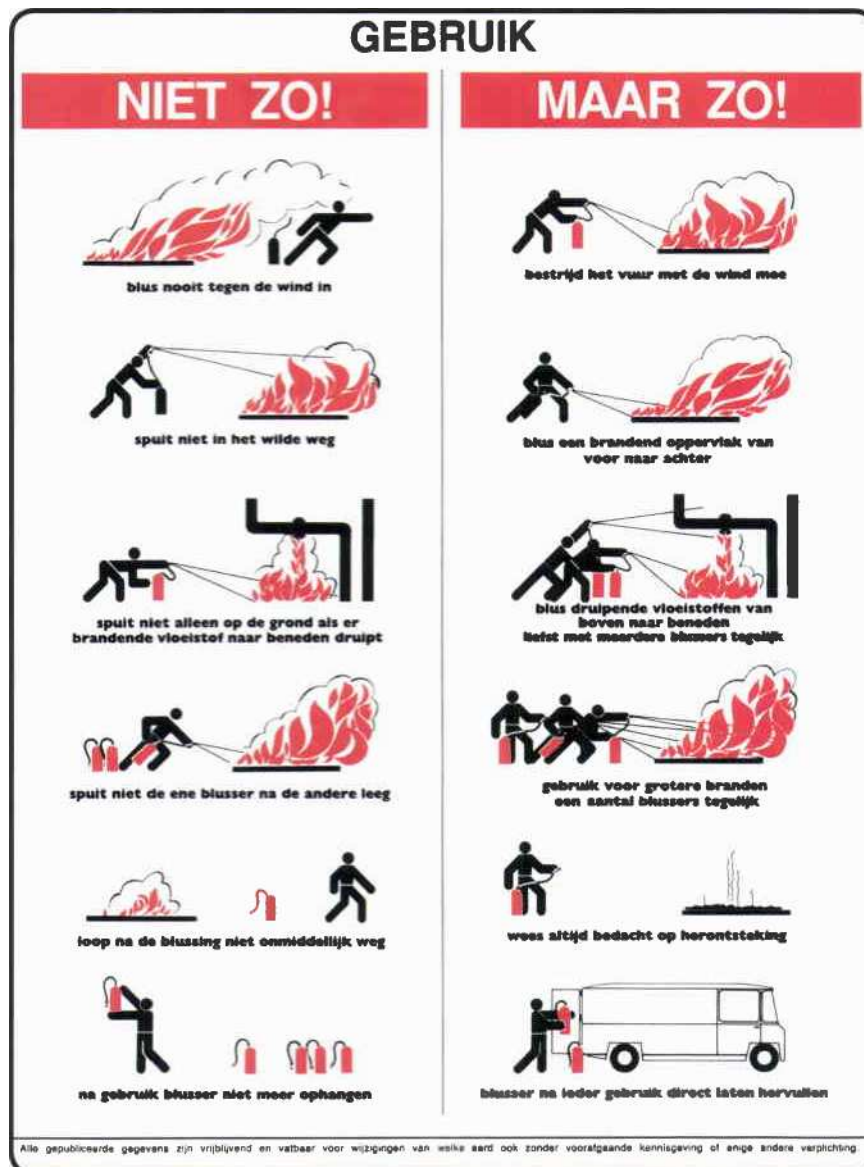 GEBRUIK
NIET ZO!
blus nooit tegen de wind in
spuit niet in het wilde weg
spuit niet alleen op de grond als er
brandende vloeistof naar beneden druipt
spuit niet de ene blusser na de andere leeg
loop na de blussing niet onmiddellijk weg
na gebruik blusser niet meer ophangen
MAAR ZO!
bestrijd het vuur met de wind mee
blus een brandend oppervlak van
voor naar achter
blus druipende vloeistoffen van
boven naar beneden
liefst met meerdere blussers tegelijk
gebruik voor grotere branden
een aantal blussers tegelijk
wees altijd bedacht op herontsteking
blusser na ieder gebruik direct laten hervullen
Alle gepubliceerde gegevens zijn vrijblijvend en vatbaar voor wijzigingen van welke aard ook zonder voorafgaande kennisgeving of enige andere verplichting